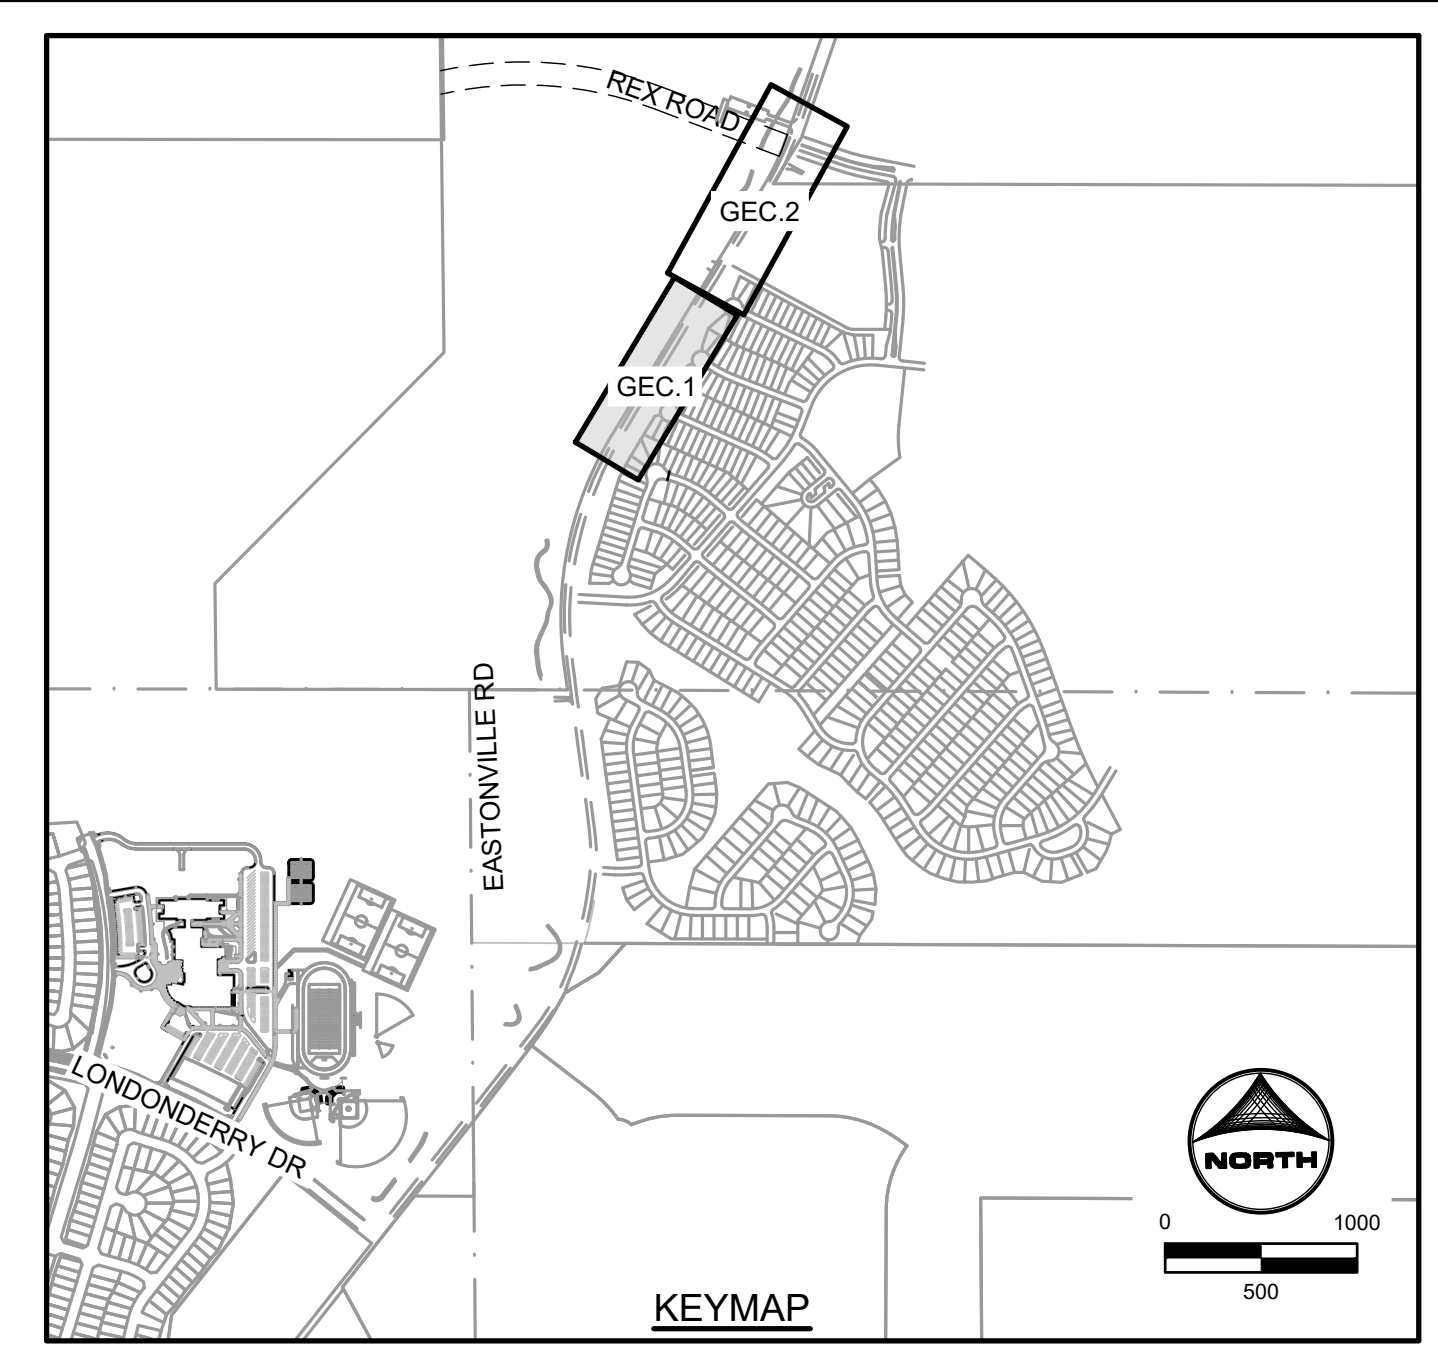 REX ROAD
GEC.2
GEC.1
EASTONVILLE RD
LONDONDERRY DR
NORTH
0 1000
500
KEYMAP